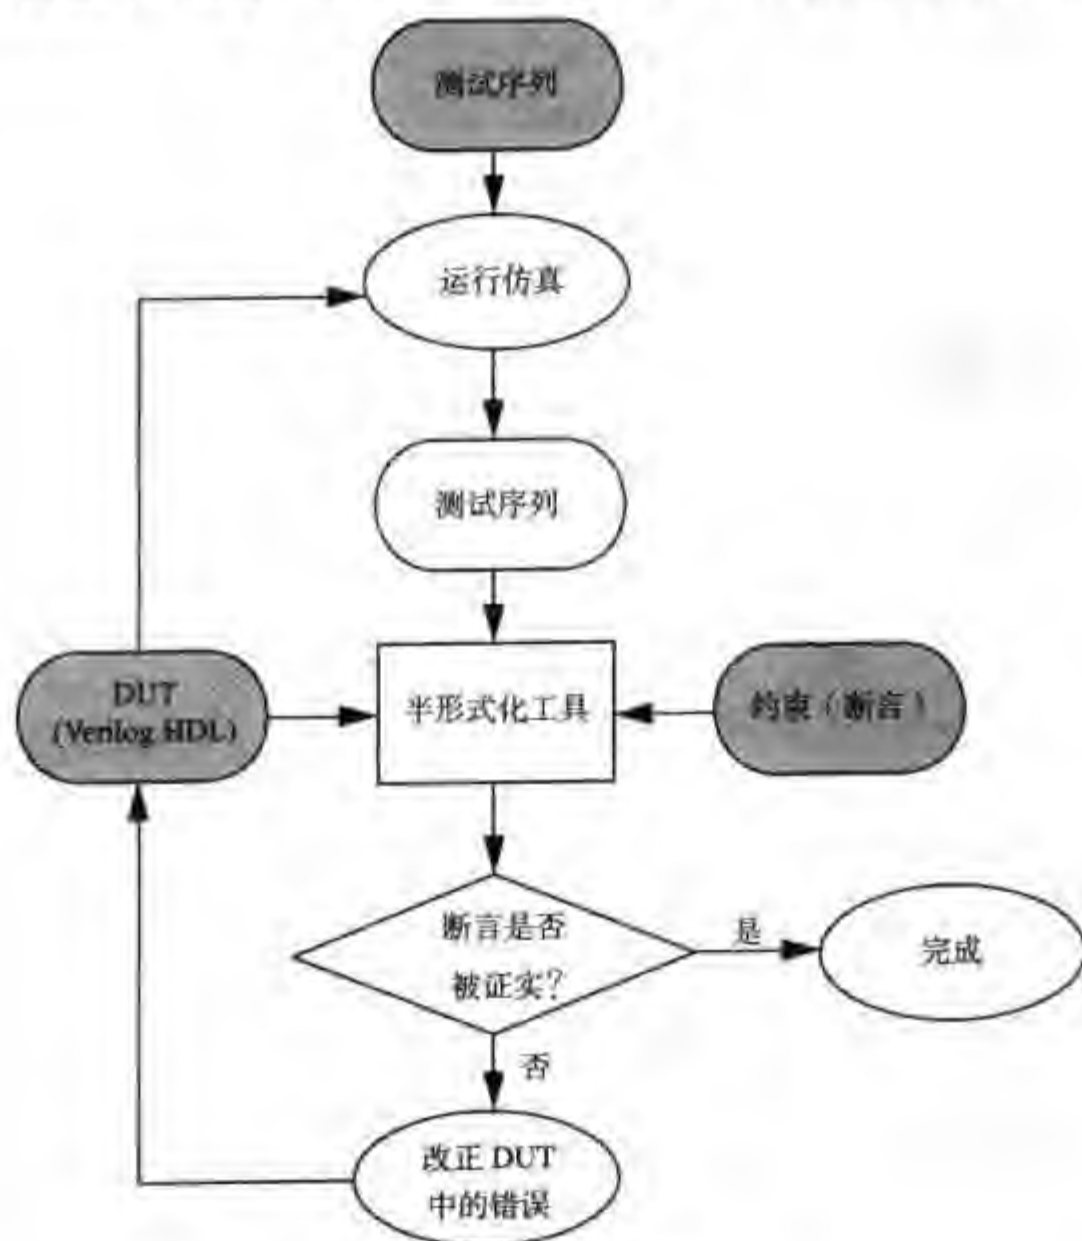 测试序列
运行仿真
测试序列
DUT
(Verilog HDL)
半形式化工具
约束（断言）
断言是否
被证实?
是
完成
否
改正 DUT
中的错误